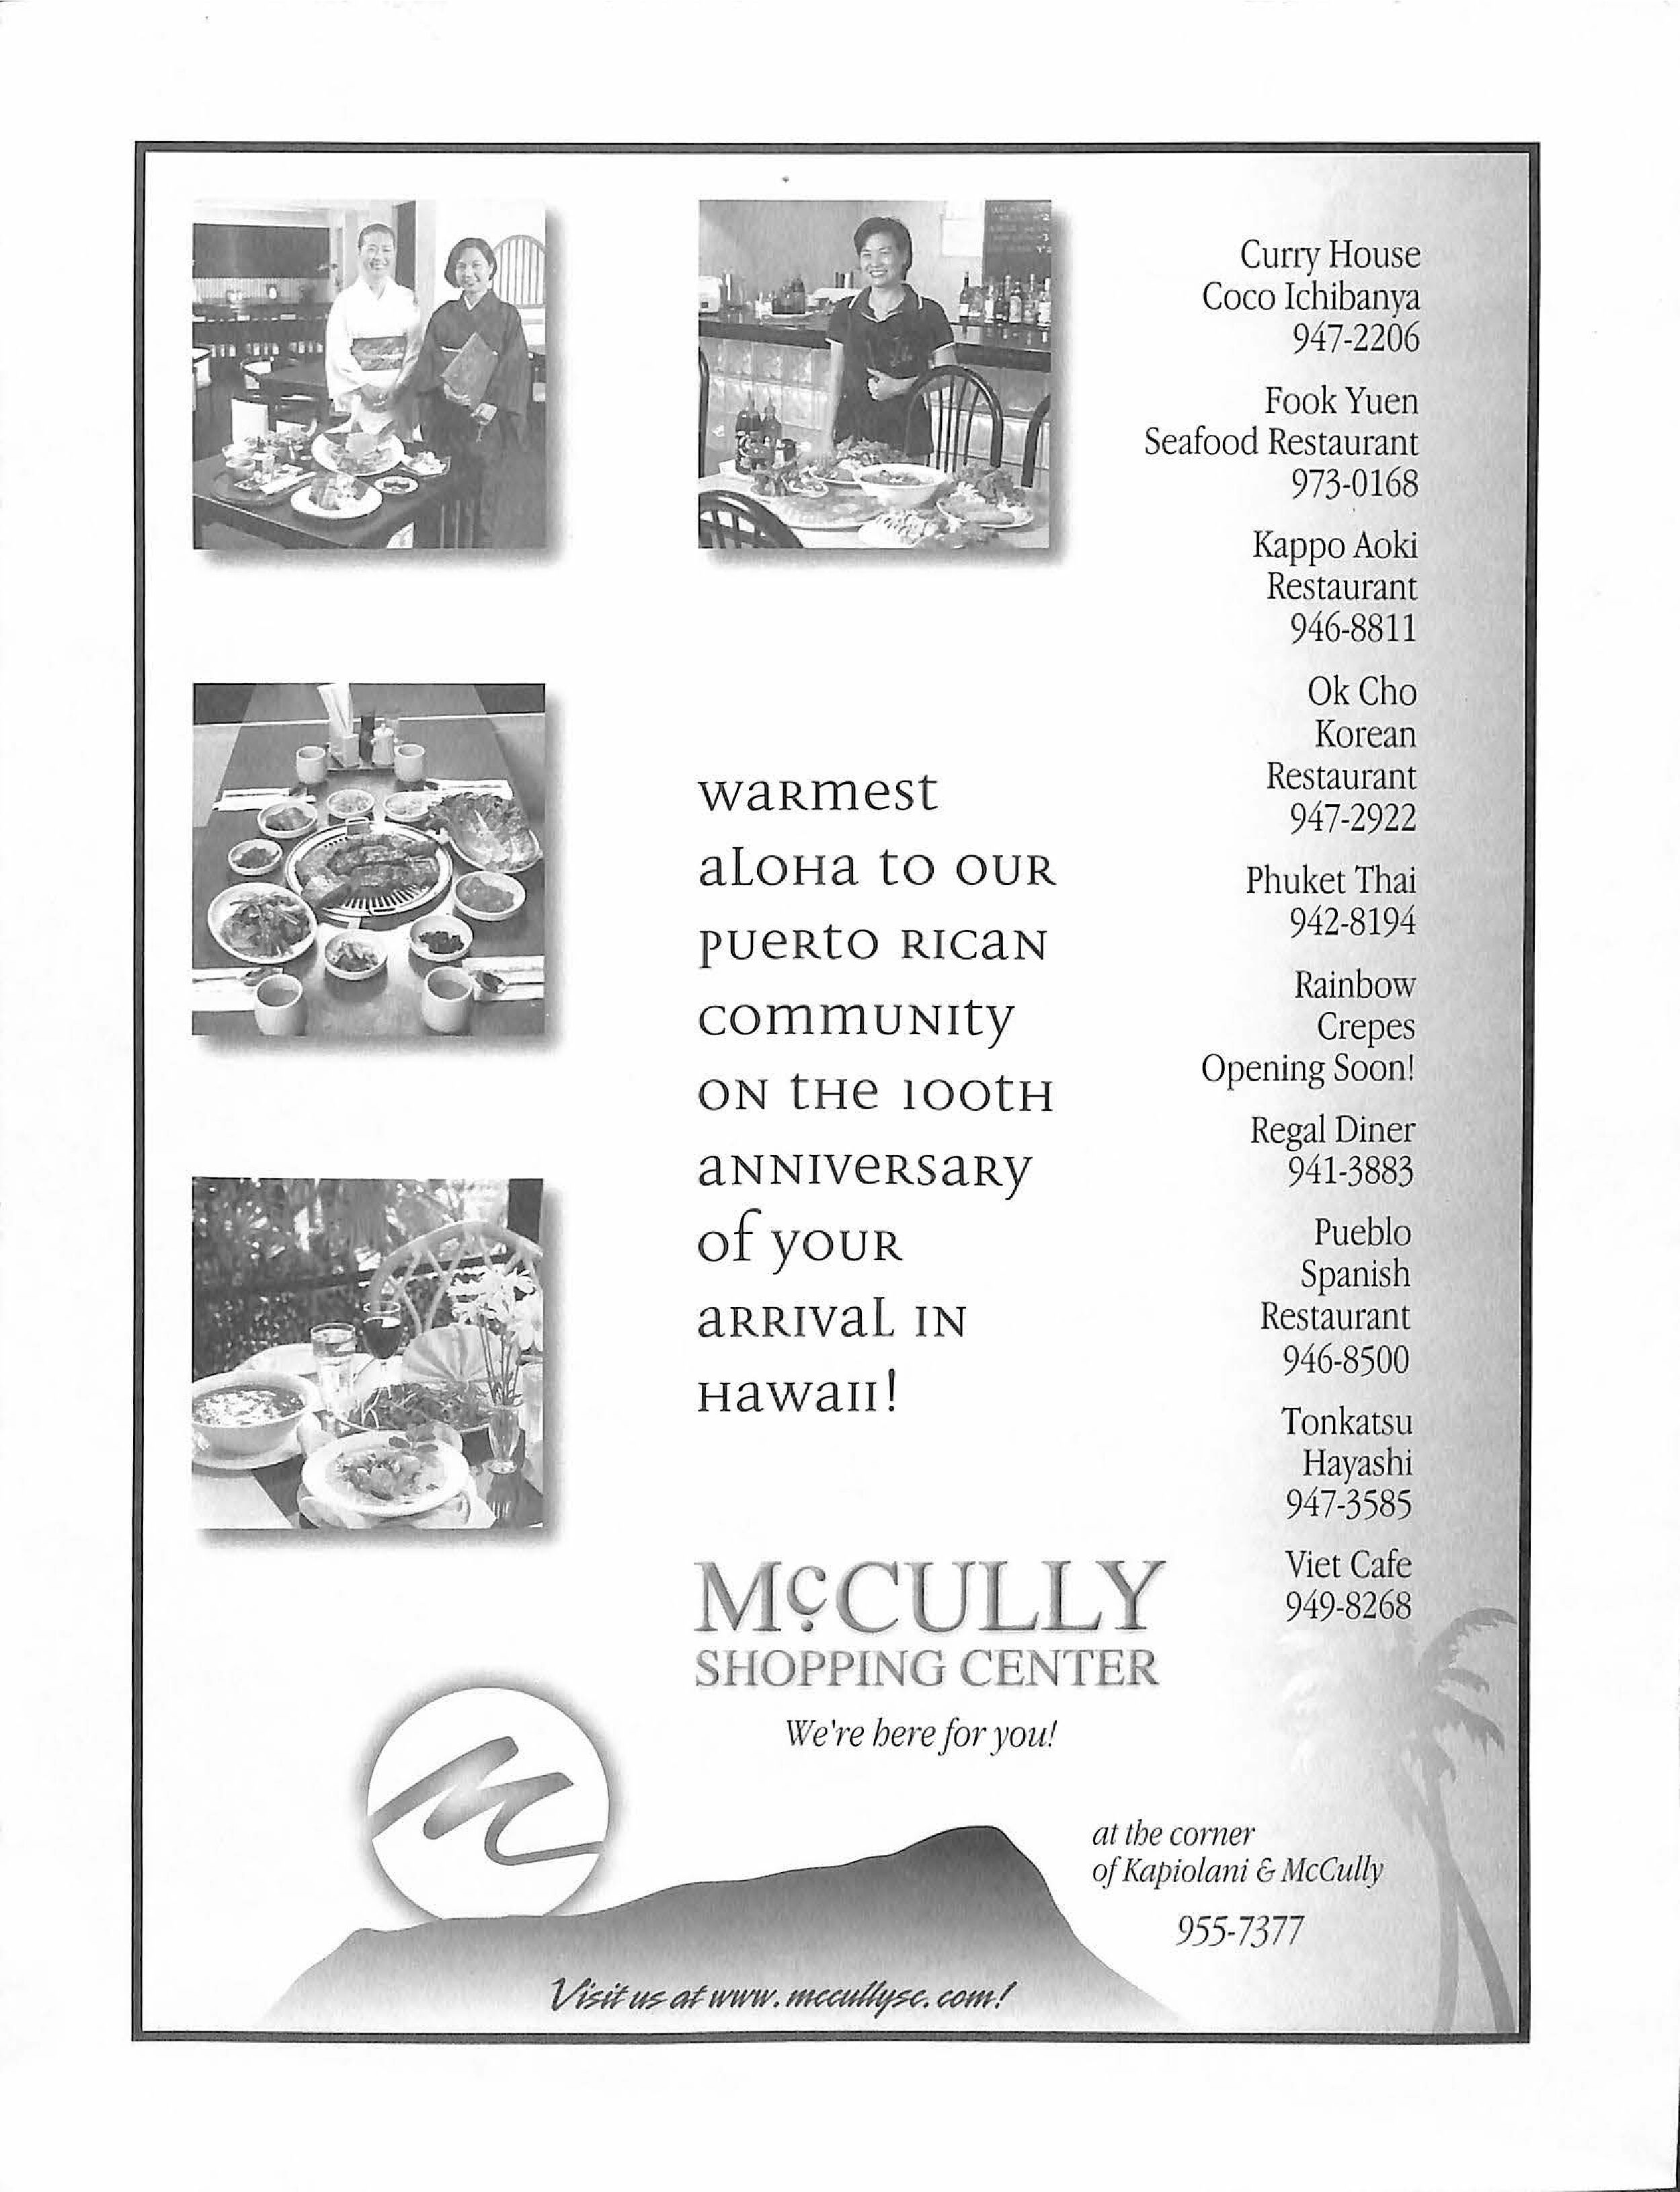 Curry House
Coco Ichibanya
947-2206
Fook Yuen
Seafood Restaurant
973-0168
Kappo Aoki
Restaurant
946-8811
Ok Cho
Korean
Restaurant
947-2922
Phuket Thai
942-8194
Rainbow
Crepes
Opening Soon!
Regal Diner
941-3883
Pueblo
Spanish
Restaurant
946-8500
Tonkatsu
Hayashi
947-3585
Viet Cafe
949-8268
warmest
aloha to our
puerto rican
community
on the 100th
anniversary
of your
arrival in
hawaii!
McCULLY
SHOPPING CENTER
We're here for you!
at the corner
of Kapiolani & McCully
955-7377
Visit us at www.mccullysc.com!